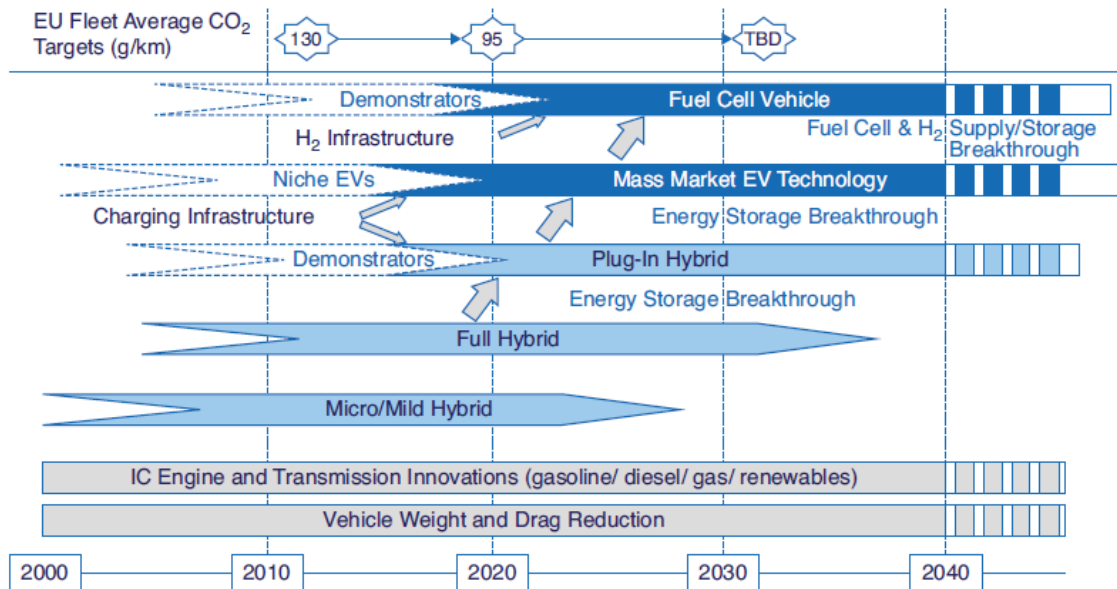 EU Fleet Average CO₂
Targets (g/km)
130
95
TBD
Demonstrators
Fuel Cell Vehicle
H₂ Infrastructure
Fuel Cell & H₂ Supply/Storage
Breakthrough
Niche EVs
Mass Market EV Technology
Charging Infrastructure
Energy Storage Breakthrough
Demonstrators
Plug-In Hybrid
Energy Storage Breakthrough
Full Hybrid
Micro/Mild Hybrid
IC Engine and Transmission Innovations (gasoline/ diesel/ gas/ renewables)
Vehicle Weight and Drag Reduction
2000
2010
2020
2030
2040